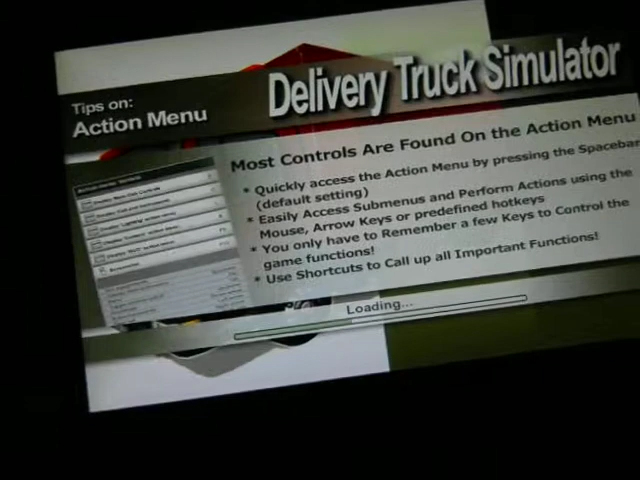 Delivery Truck Simulator
Tips on:
Action Menu
Most Controls Are Found On the Action Menu
* Quickly access the Action Menu by pressing the Spacebar
(default setting)
* Easily Access Submenus and Perform Actions using the
Mouse, Arrow Keys or predefined hotkeys
* You only have to Remember a few Keys to Control the
game functions!
* Use Shortcuts to Call up all Important Functions!
Loading...